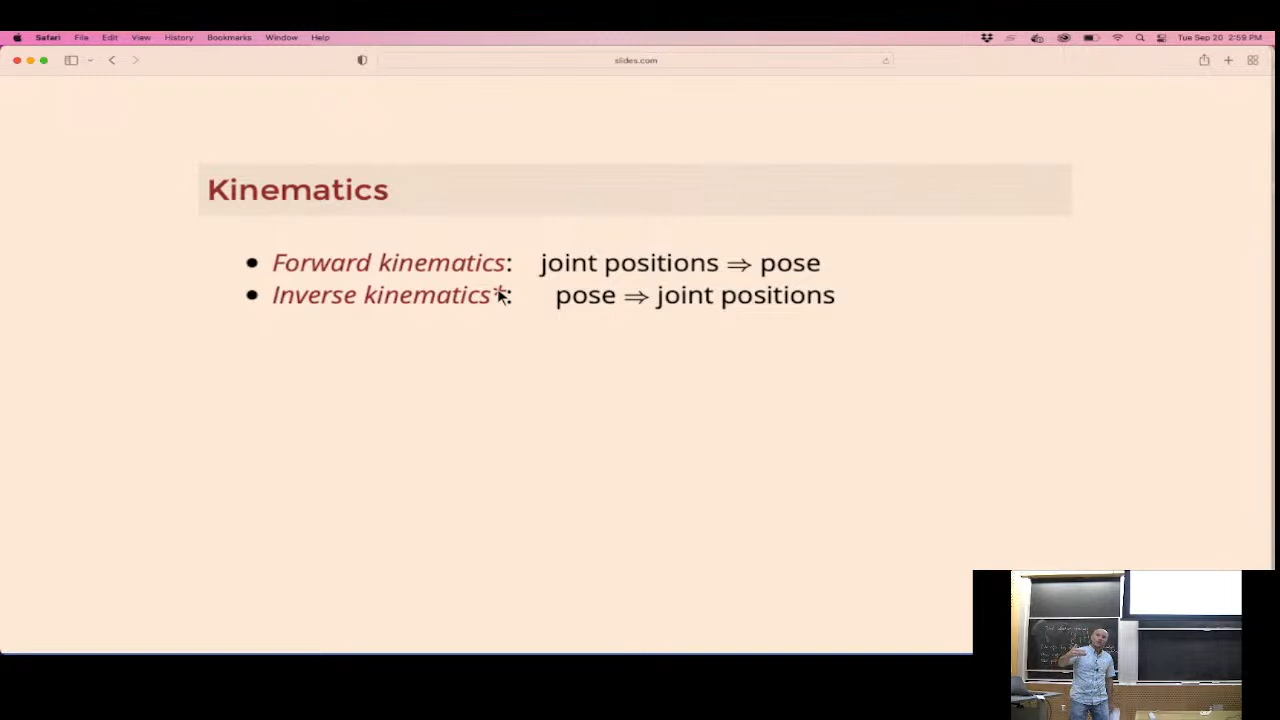 Safari File Edit View History Bookmarks Window Help Tue Sep 20 2:59 PM
slides.com
Kinematics
• Forward kinematics: joint positions ⇒ pose
• Inverse kinematics*: pose ⇒ joint positions